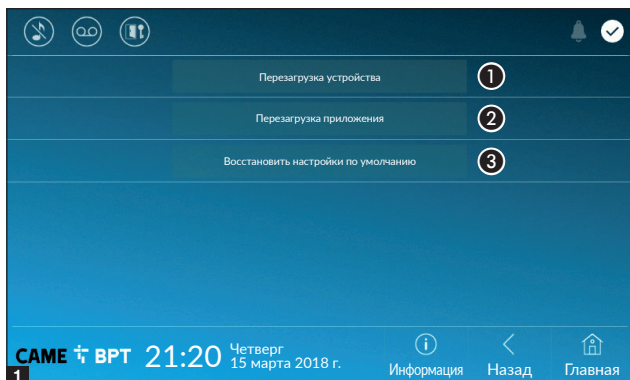 Перезагрузка устройства
1
Перезагрузка приложения
2
Восстановить настройки по умолчанию
3
CAME BPT
21:20
Четверг
15 марта 2018 г.
Информация
Назад
Главная
1